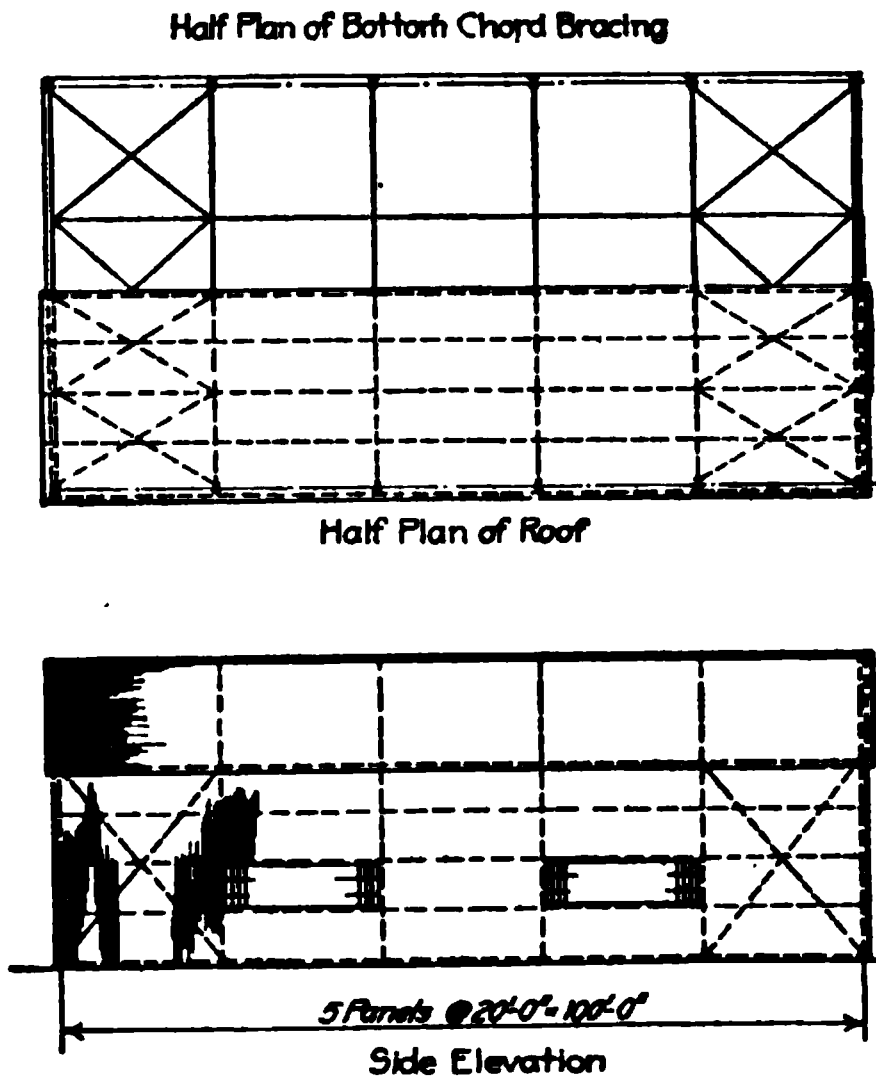 Half Plan of Bottom Chord Bracing
Half Plan of Roof
5 Panels @ 20'-0" = 100'-0"
Side Elevation